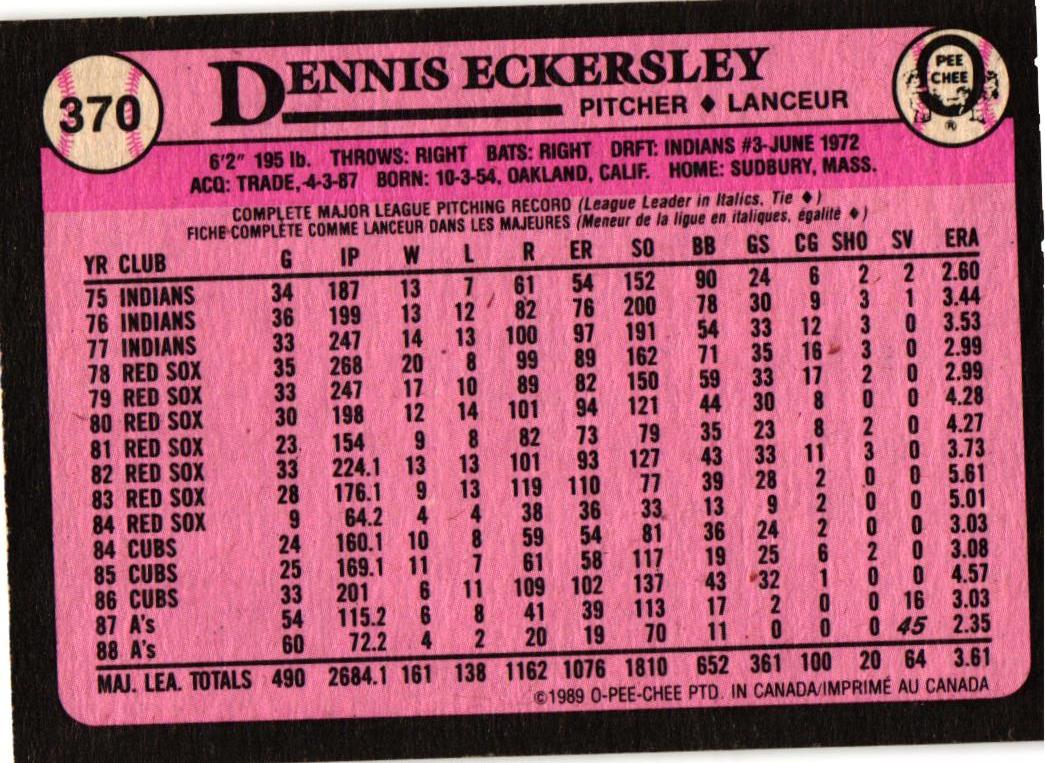 370
DENNIS ECKERSLEY
PEE
CHEE
®
PITCHER ♦ LANCEUR
6'2" 195 lb. THROWS: RIGHT BATS: RIGHT DRFT: INDIANS #3-JUNE 1972
ACQ: TRADE, 4-3-87 BORN: 10-3-54, OAKLAND, CALIF. HOME: SUDBURY, MASS.
COMPLETE MAJOR LEAGUE PITCHING RECORD (League Leader in Italics, Tie ♦)
FICHE COMPLÈTE COMME LANCEUR DANS LES MAJEURES (Meneur de la ligue en italiques, égalité ♦)
YR CLUB G IP W L R ER SO BB GS CG SHO SV ERA
75 INDIANS 34 187 13 7 61 54 152 90 24 6 2 2 2.60
76 INDIANS 36 199 13 12 82 76 200 78 30 9 3 1 3.44
77 INDIANS 33 247 14 13 100 97 191 54 33 12 3 0 3.53
78 RED SOX 35 268 20 8 99 89 162 71 35 16 3 0 2.99
79 RED SOX 33 247 17 10 89 82 150 59 33 17 2 0 2.99
80 RED SOX 30 198 12 14 101 94 121 44 30 8 0 0 4.28
81 RED SOX 23 154 9 8 82 73 79 35 23 8 2 0 4.27
82 RED SOX 33 224.1 13 13 101 93 127 43 33 11 3 0 3.73
83 RED SOX 28 176.1 9 13 119 110 77 39 28 2 0 0 5.61
84 RED SOX 9 64.2 4 4 38 36 33 13 9 2 0 0 5.01
84 CUBS 24 160.1 10 8 59 54 81 36 24 2 0 0 3.03
85 CUBS 25 169.1 11 7 61 58 117 19 25 6 2 0 3.08
86 CUBS 33 201 6 11 109 102 137 43 32 1 0 0 4.57
87 A's 54 115.2 6 8 41 39 113 17 2 0 0 16 3.03
88 A's 60 72.2 4 2 20 19 70 11 0 0 0 45 2.35
MAJ. LEA. TOTALS 490 2684.1 161 138 1162 1076 1810 652 361 100 20 64 3.61
©1989 O-PEE-CHEE PTD. IN CANADA/IMPRIMÉ AU CANADA